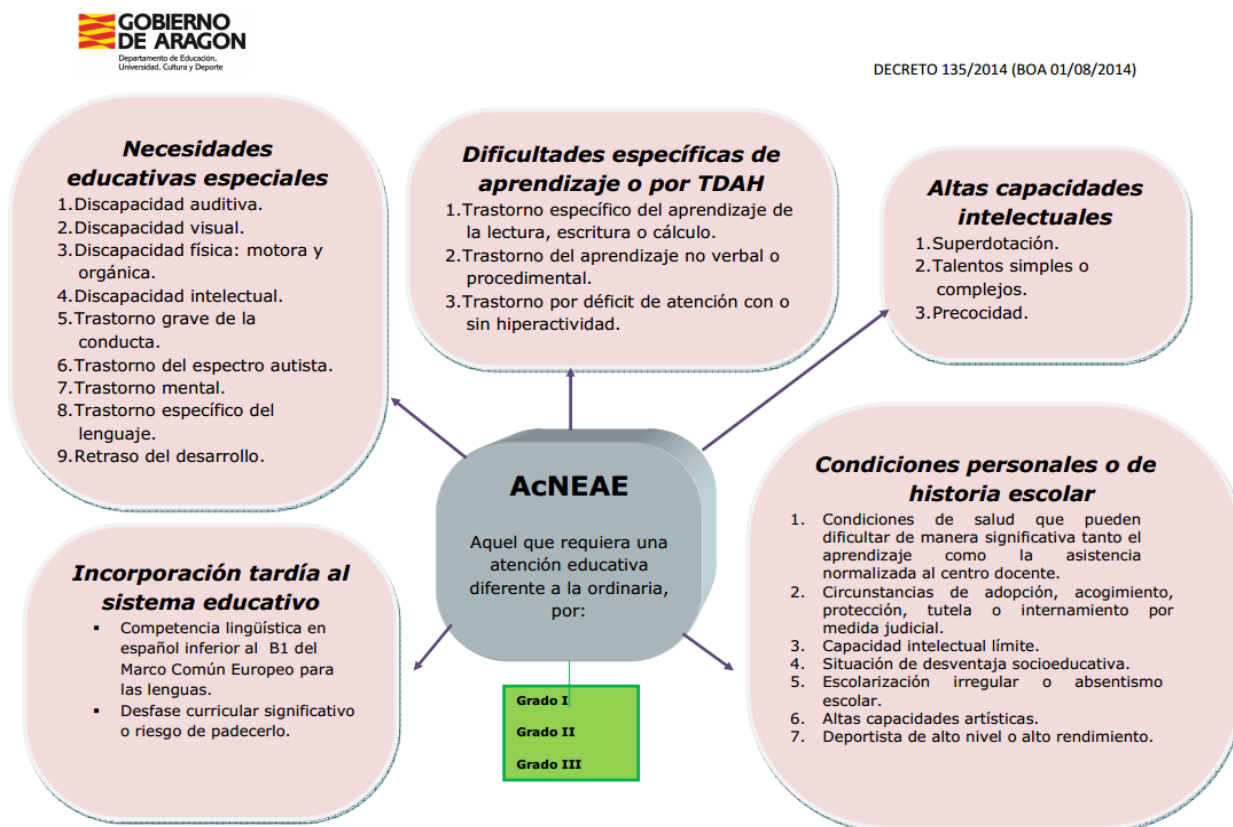 GOBIERNO
DE ARAGON
Departamento de Educación,
Universidad, Cultura y Deporte
DECRETO 135/2014 (BOA 01/08/2014)
Necesidades
educativas especiales
1.Discapacidad auditiva.
2.Discapacidad visual.
3.Discapacidad física: motora y
orgánica.
4.Discapacidad intelectual.
5.Trastorno grave de la
conducta.
6.Trastorno del espectro autista.
7.Trastorno mental.
8.Trastorno específico del
lenguaje.
9.Retraso del desarrollo.
Dificultades específicas de
aprendizaje o por TDAH
1.Trastorno específico del aprendizaje de
la lectura, escritura o cálculo.
2.Trastorno del aprendizaje no verbal o
procedimental.
3.Trastorno por déficit de atención con o
sin hiperactividad.
Altas capacidades
intelectuales
1.Superdotación.
2.Talentos simples o
complejos.
3.Precocidad.
AcNEAE
Aquel que requiera una
atención educativa
diferente a la ordinaria,
por:
Grado I
Grado II
Grado III
Incorporación tardía al
sistema educativo
▪ Competencia lingüística en
español inferior al B1 del
Marco Común Europeo para
las lenguas.
▪ Desfase curricular significativo
o riesgo de padecerlo.
Condiciones personales o de
historia escolar
1. Condiciones de salud que pueden
dificultar de manera significativa tanto el
aprendizaje como la asistencia
normalizada al centro docente.
2. Circunstancias de adopción, acogimiento,
protección, tutela o internamiento por
medida judicial.
3. Capacidad intelectual límite.
4. Situación de desventaja socioeducativa.
5. Escolarización irregular o absentismo
escolar.
6. Altas capacidades artísticas.
7. Deportista de alto nivel o alto rendimiento.